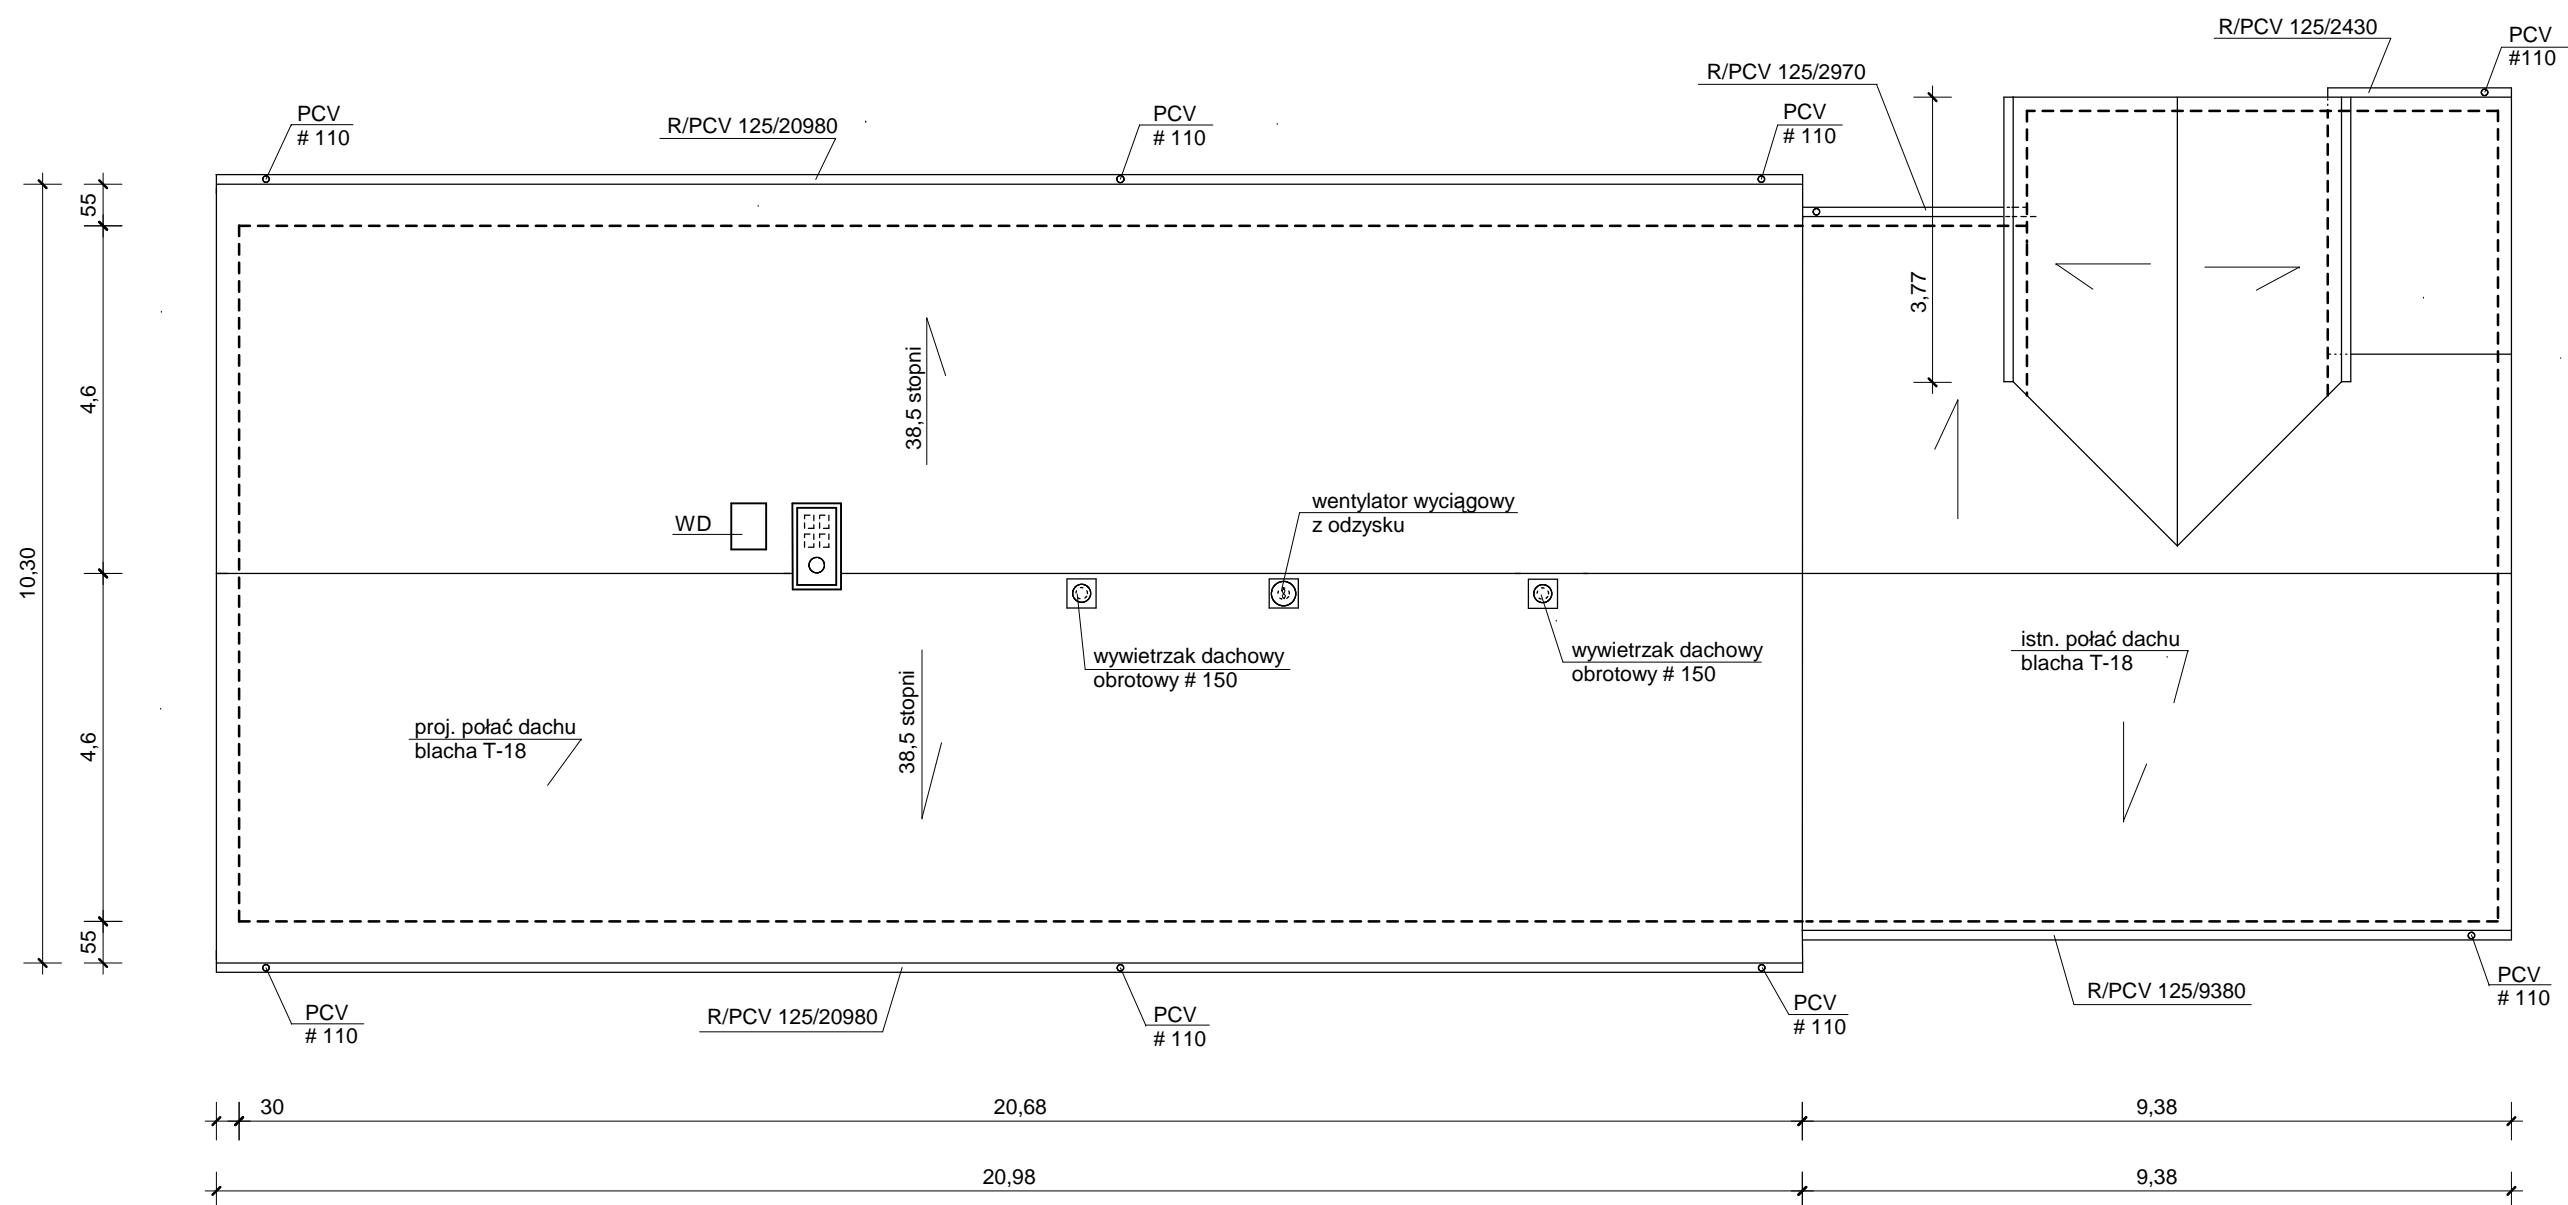 R/PCV 125/2430
PCV
#110
R/PCV 125/2970
PCV
# 110
R/PCV 125/20980
PCV
# 110
PCV
# 110
55
4,6
10,30
4,6
55
38,5 stopni
3,77
WD
wentylator wyciągowy
z odzysku
wywietrzak dachowy
obrotowy # 150
wywietrzak dachowy
obrotowy # 150
istn. połać dachu
blacha T-18
38,5 stopni
proj. połać dachu
blacha T-18
PCV
# 110
R/PCV 125/20980
PCV
# 110
PCV
# 110
R/PCV 125/9380
PCV
# 110
30
20,68
9,38
20,98
9,38